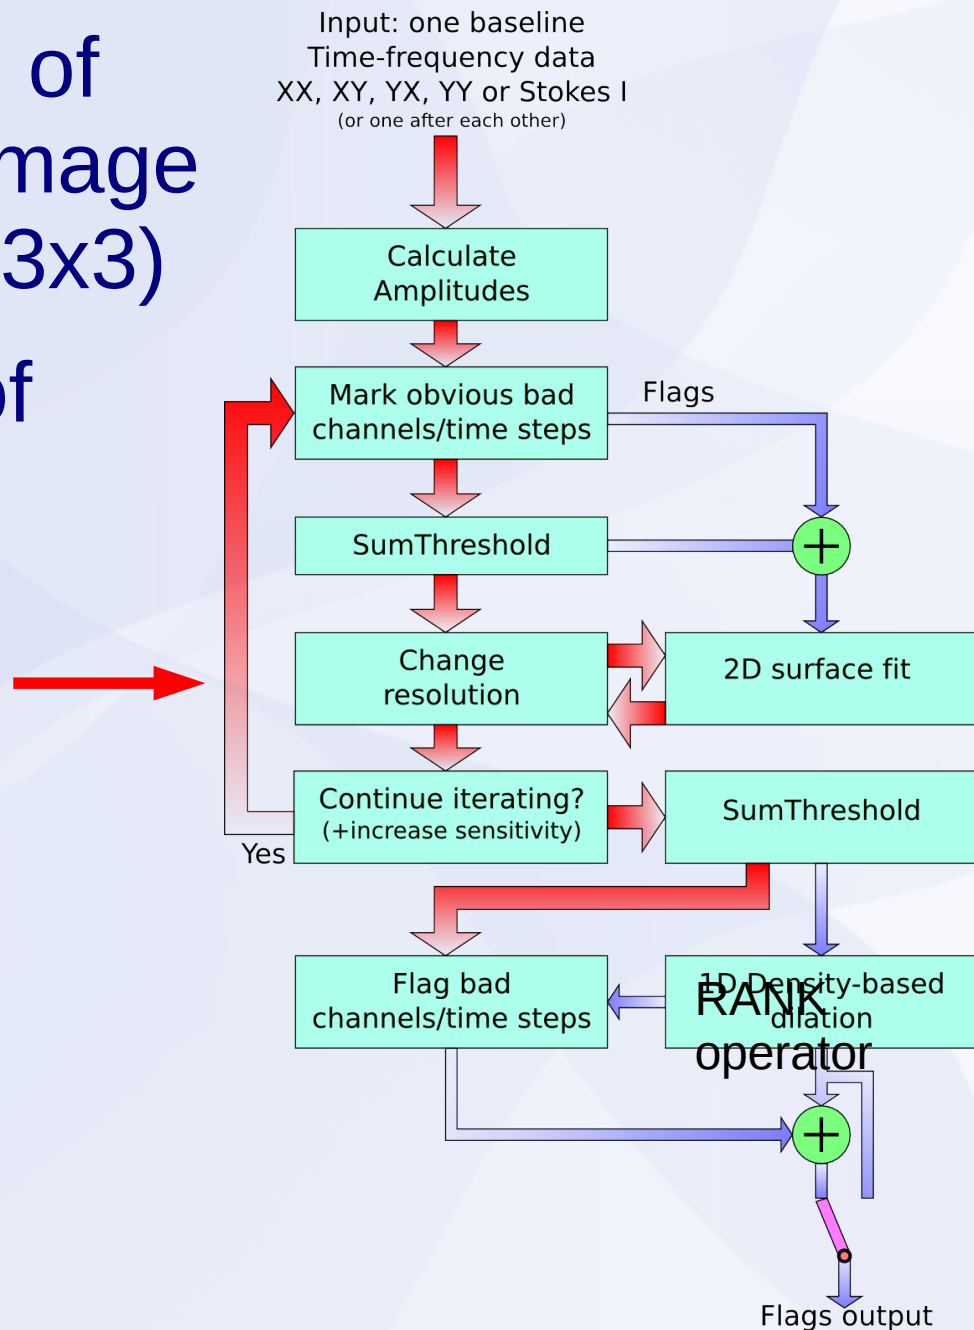 of
mage
3x3)
of
Input: one baseline
Time-frequency data
XX, XY, YX, YY or Stokes I
(or one after each other)
Calculate
Amplitudes
Mark obvious bad
channels/time steps
Flags
SumThreshold
Change
resolution
2D surface fit
Continue iterating?
(+increase sensitivity)
Yes
SumThreshold
Flag bad
channels/time steps
1D Density-based
dilation
RANK
operator
Flags output